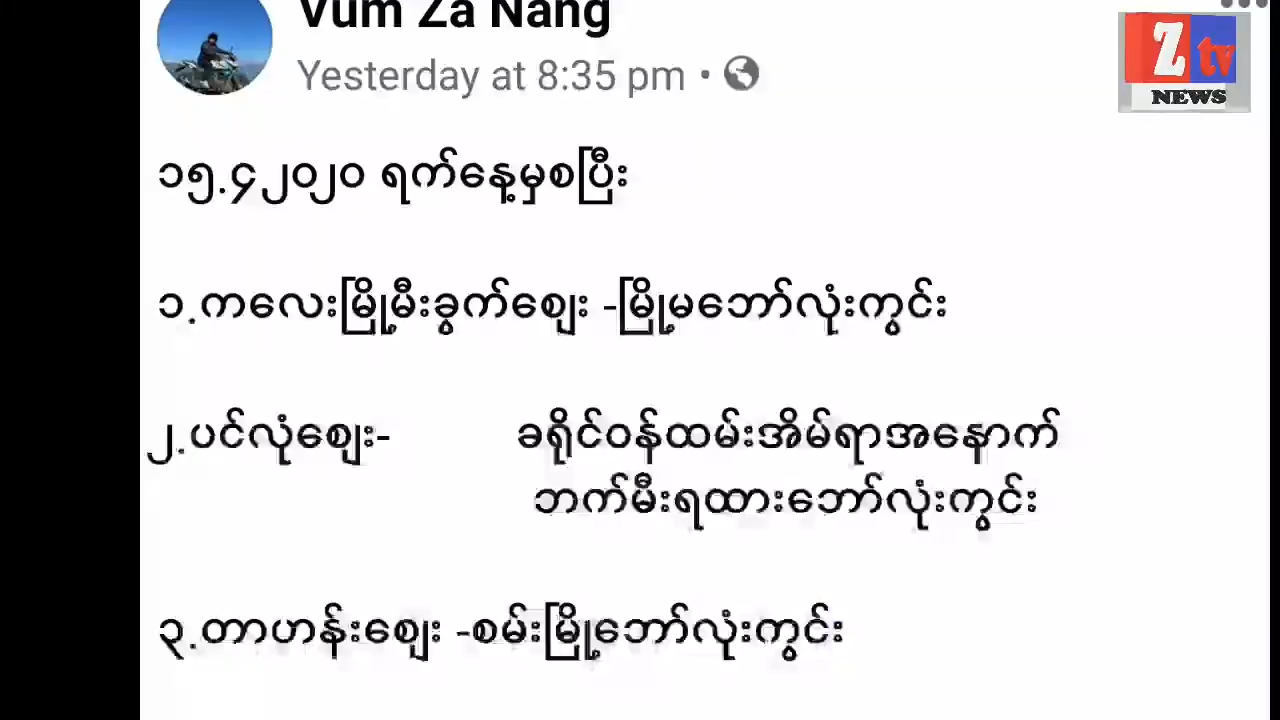 Vum Za Nang
Yesterday at 8:35 pm •
Z tv
NEWS
၁၅.၄၂၀၂၀ ရက်နေ့မှစပြီး
၁.ကလေးမြို့မီးခွက်စျေး -မြို့မဘော်လုံးကွင်း
၂.ပင်လုံစျေး- ခရိုင်ဝန်ထမ်းအိမ်ရာအနောက်
ဘက်မီးရထားဘော်လုံးကွင်း
၃.တာဟန်းစျေး -စမ်းမြို့ဘော်လုံးကွင်း